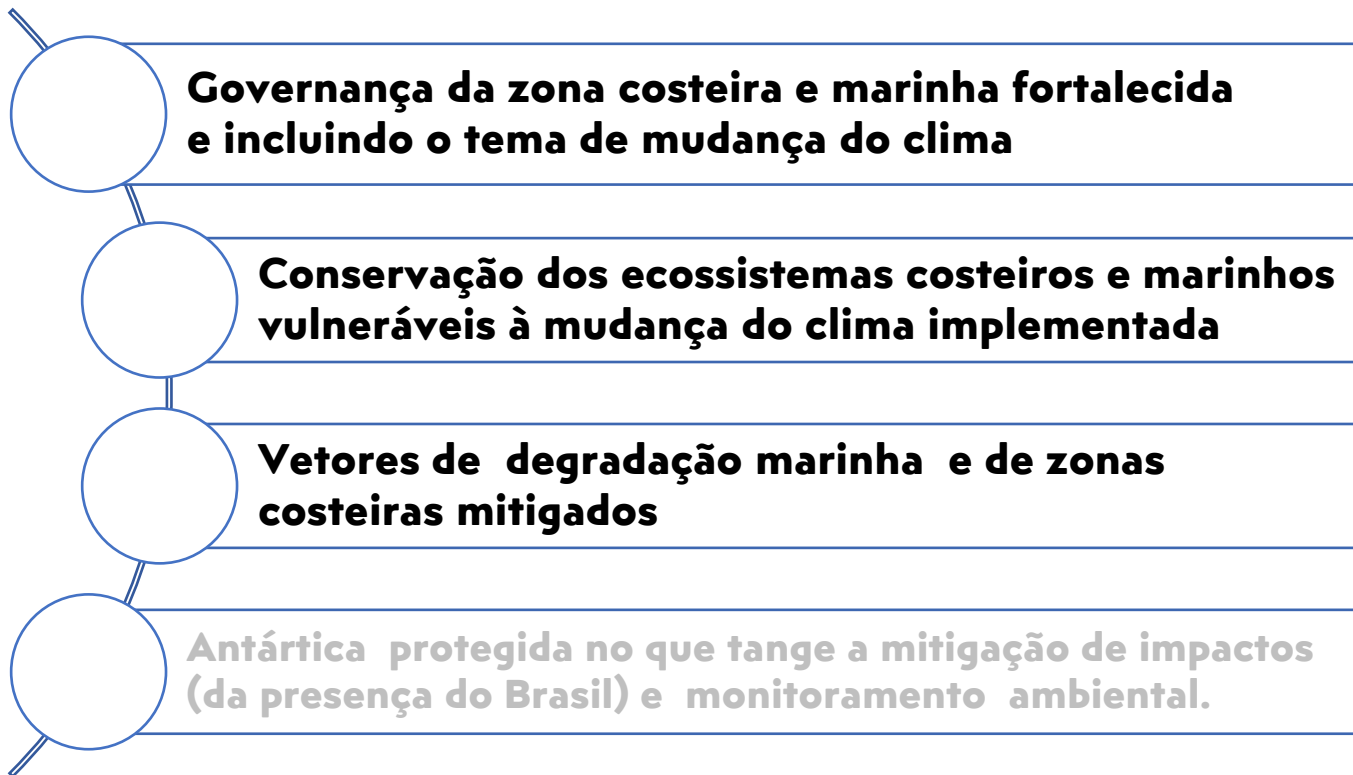 Governança da zona costeira e marinha fortalecida
e incluindo o tema de mudança do clima
Conservação dos ecossistemas costeiros e marinhos
vulneráveis à mudança do clima implementada
Vetores de  degradação marinha  e de zonas
costeiras mitigados
Antártica  protegida no que tange a mitigação de impactos
(da presença do Brasil) e  monitoramento  ambiental.